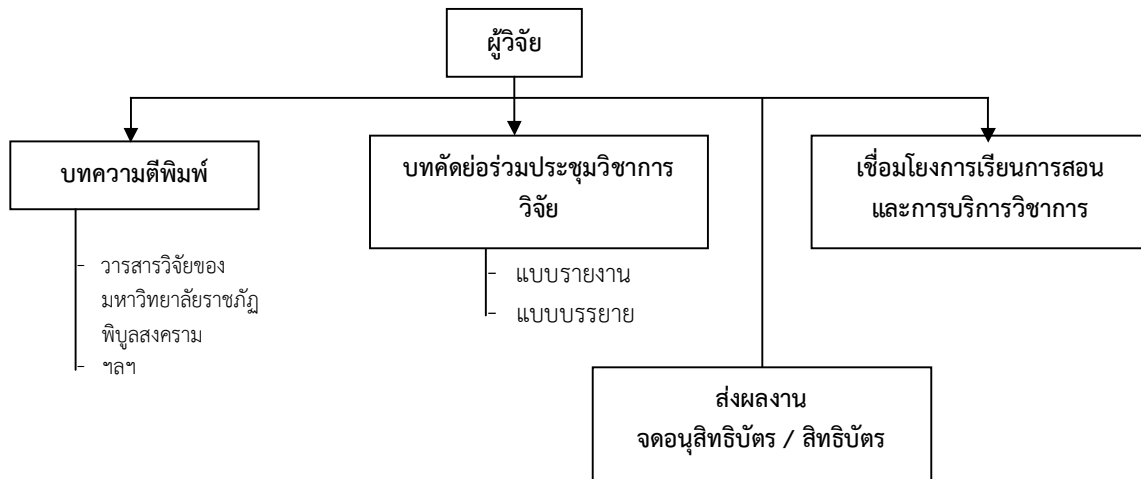 ผู้วิจัย
บทความตีพิมพ์
- วารสารวิจัยของ
มหาวิทยาลัยราชภัฏ
พิบูลสงคราม
- ฯลฯ
บทคัดย่อร่วมประชุมวิชาการ
วิจัย
- แบบรายงาน
- แบบบรรยาย
เชื่อมโยงการเรียนการสอน
และการบริการวิชาการ
ส่งผลงาน
จดอนุสิทธิบัตร / สิทธิบัตร